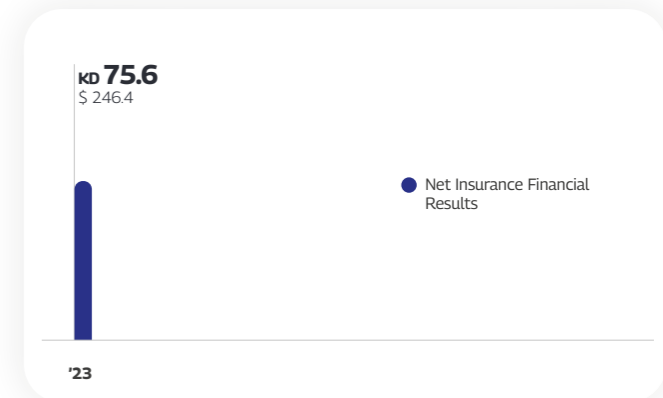 KD 75.6
$ 246.4
Net Insurance Financial
Results
'23